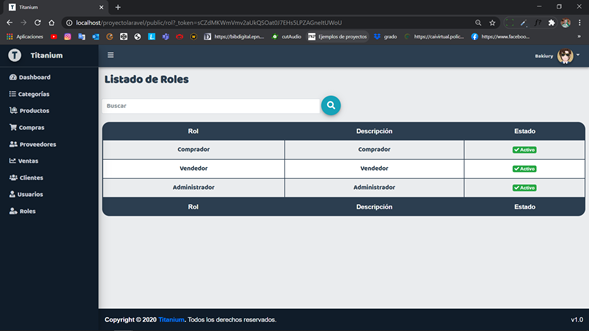 Titanium
localhost/proyectolaravel/public/rol?_token=
Aplicaciones
https://bibdigital.epn...
cutAudio
Ejemplos de proyectos
grado
https://caivirtual.polic...
https://www.faceboo...
Titanium
Bakiury
Dashboard
Categorías
Productos
Compras
Proveedores
Ventas
Clientes
Usuarios
Roles
Listado de Roles
Buscar
Rol Descripción Estado
Comprador Comprador Activo
Vendedor Vendedor Activo
Administrador Administrador Activo
Rol Descripción Estado
Copyright © 2020 Titanium. Todos los derechos reservados. v1.0